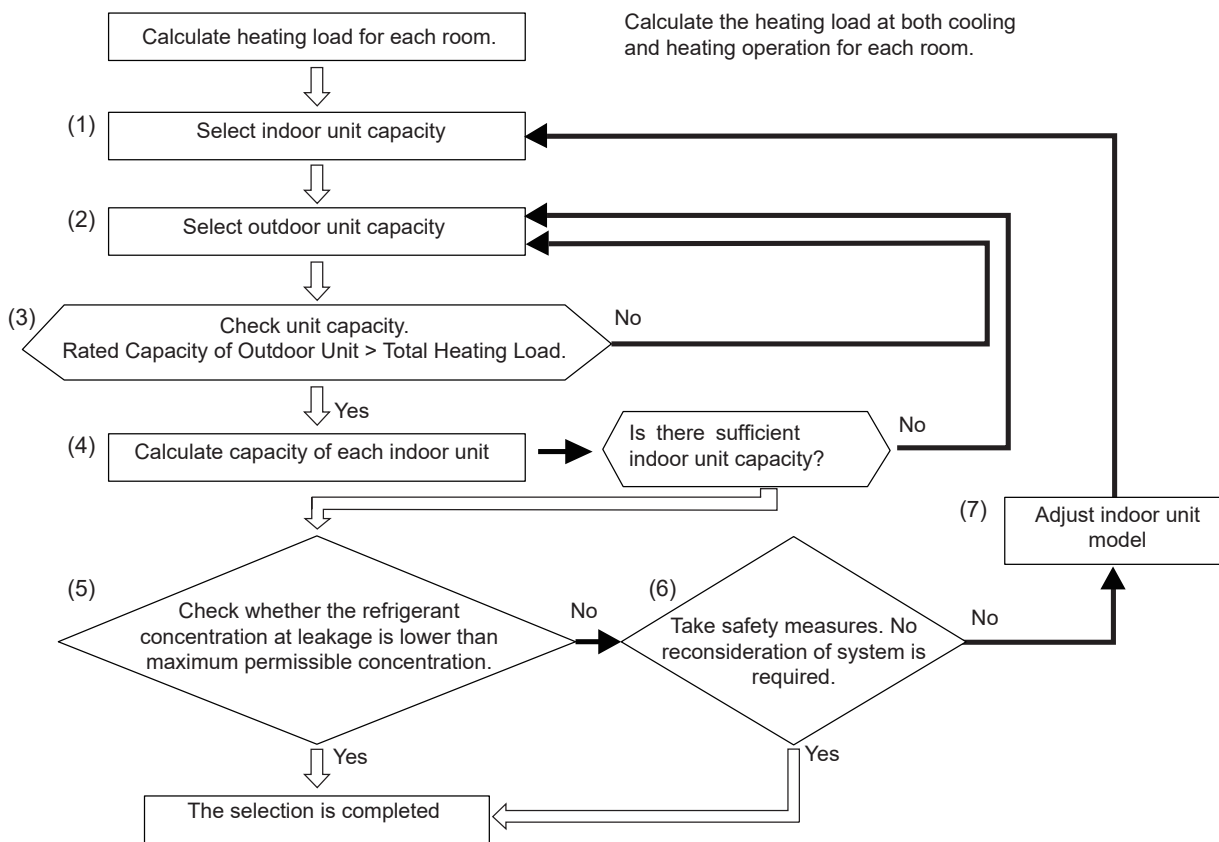 Calculate heating load for each room.
Calculate the heating load at both cooling
and heating operation for each room.
(1)
Select indoor unit capacity
(2)
Select outdoor unit capacity
(3)
Check unit capacity.
Rated Capacity of Outdoor Unit > Total Heating Load.
No
Yes
(4)
Calculate capacity of each indoor unit
Is there sufficient
indoor unit capacity?
No
(7)
Adjust indoor unit
model
(5)
Check whether the refrigerant
concentration at leakage is lower than
maximum permissible concentration.
No
(6)
Take safety measures. No
reconsideration of system is
required.
No
Yes
Yes
The selection is completed